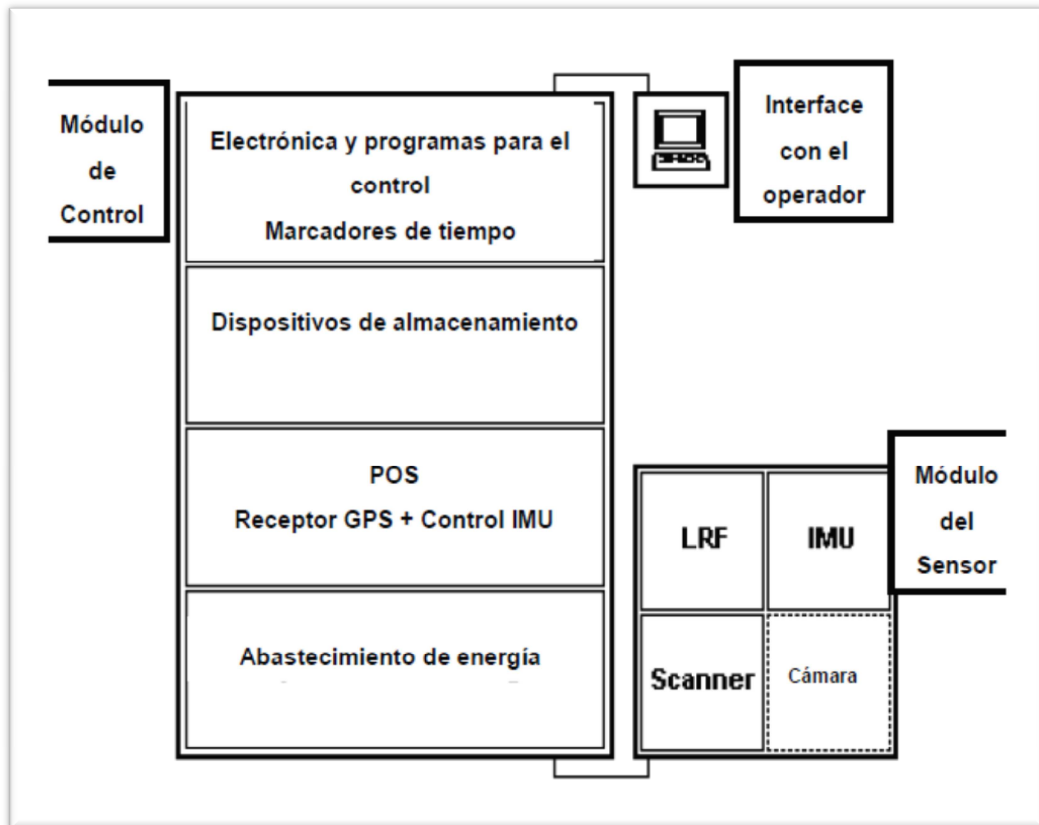 Módulo
de
Control
Electrónica y programas para el
control
Marcadores de tiempo
Dispositivos de almacenamiento
POS
Receptor GPS + Control IMU
Abastecimiento de energía
Interface
con el
operador
LRF
IMU
Scanner
Cámara
Módulo
del
Sensor